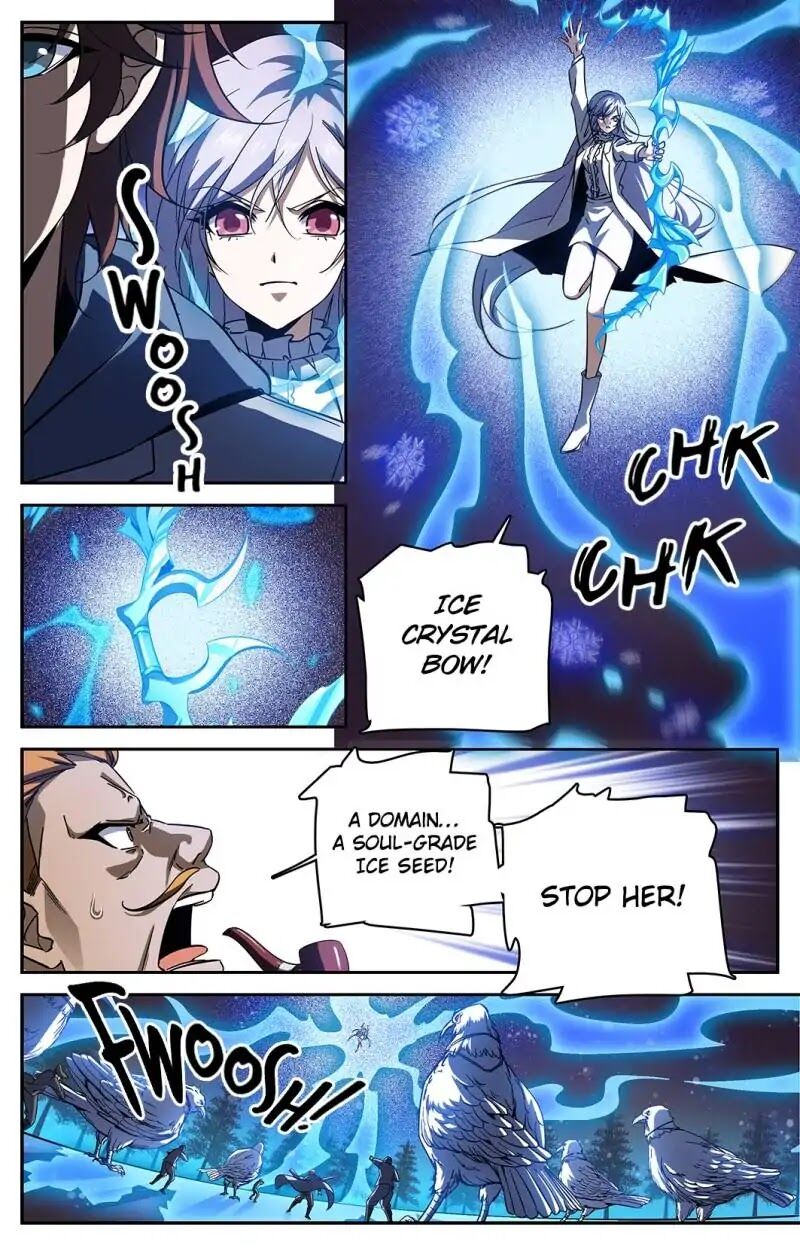 SWOOSH
CHK
CHK
ICE
CRYSTAL
BOW!
A DOMAIN...
A SOUL-GRADE
ICE SEED!
STOP HER!
FWOOSH!